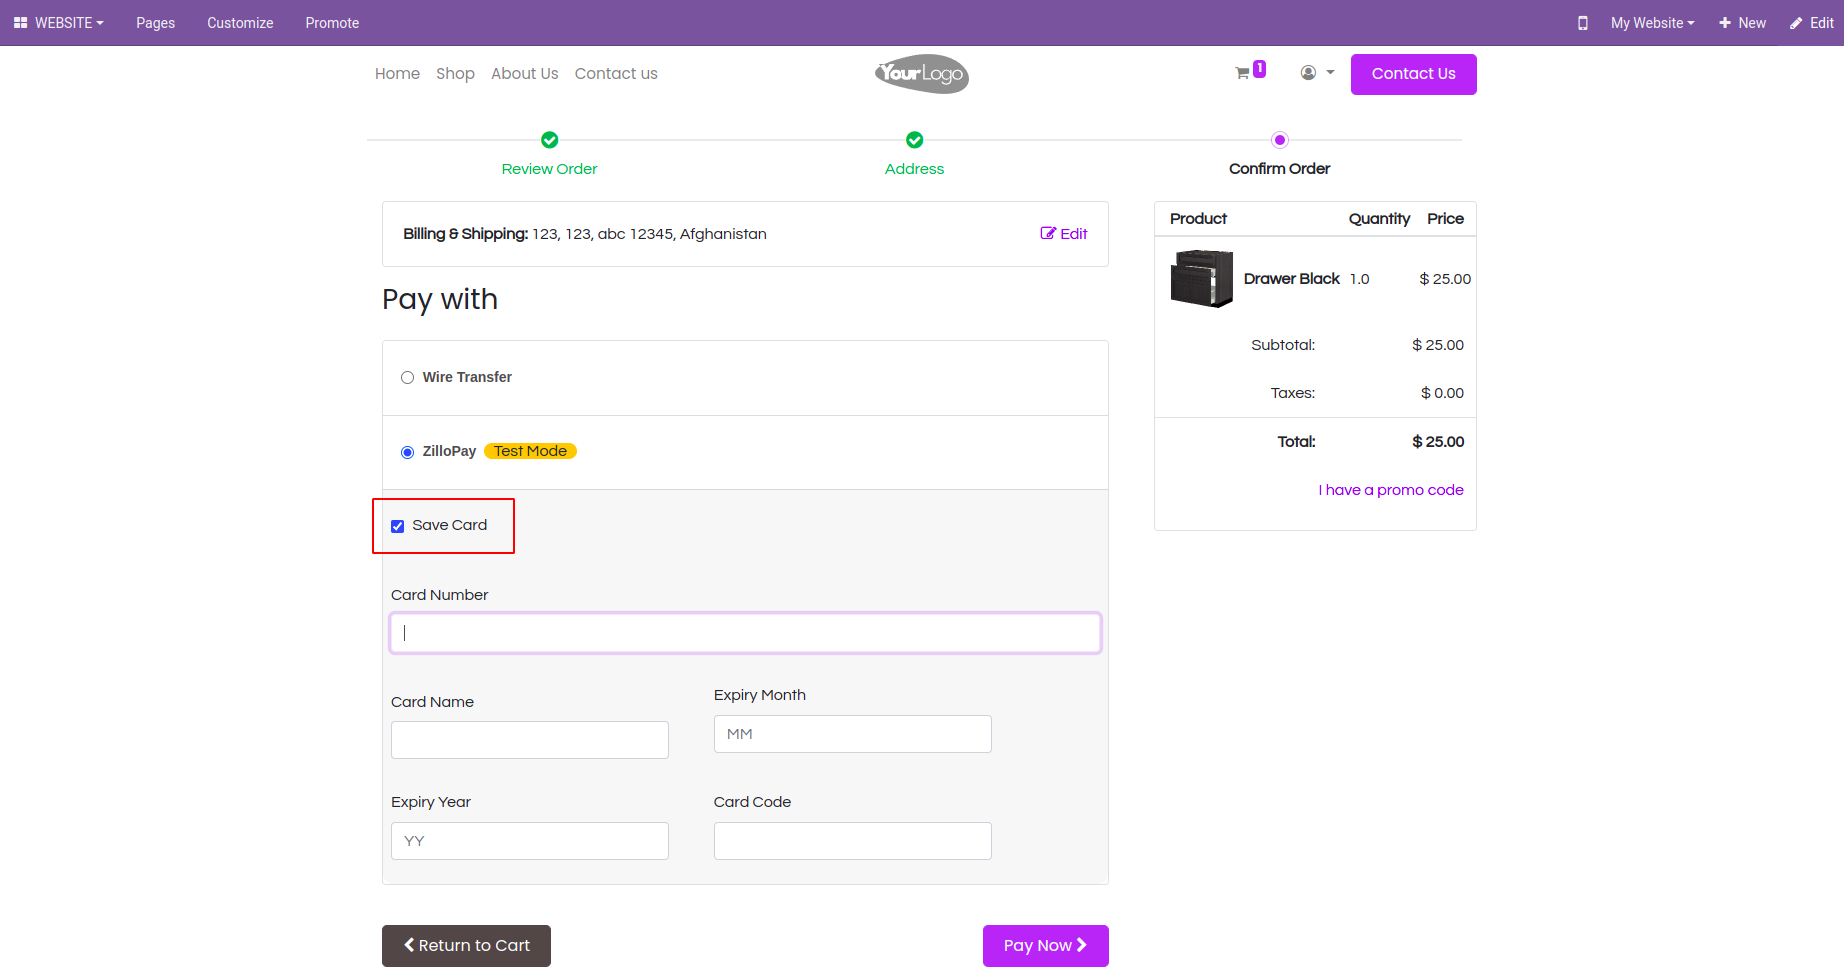 WEBSITE Pages Customize Promote My Website New Edit
Home Shop About Us Contact us YourLogo 1 Contact Us
Review Order Address Confirm Order
Billing & Shipping: 123, 123, abc 12345, Afghanistan Edit
Pay with
Wire Transfer
ZilloPay Test Mode
Save Card
Card Number
Card Name Expiry Month
MM
Expiry Year Card Code
YY
Return to Cart Pay Now
Product Quantity Price
Drawer Black 1.0 $ 25.00
Subtotal: $ 25.00
Taxes: $ 0.00
Total: $ 25.00
I have a promo code